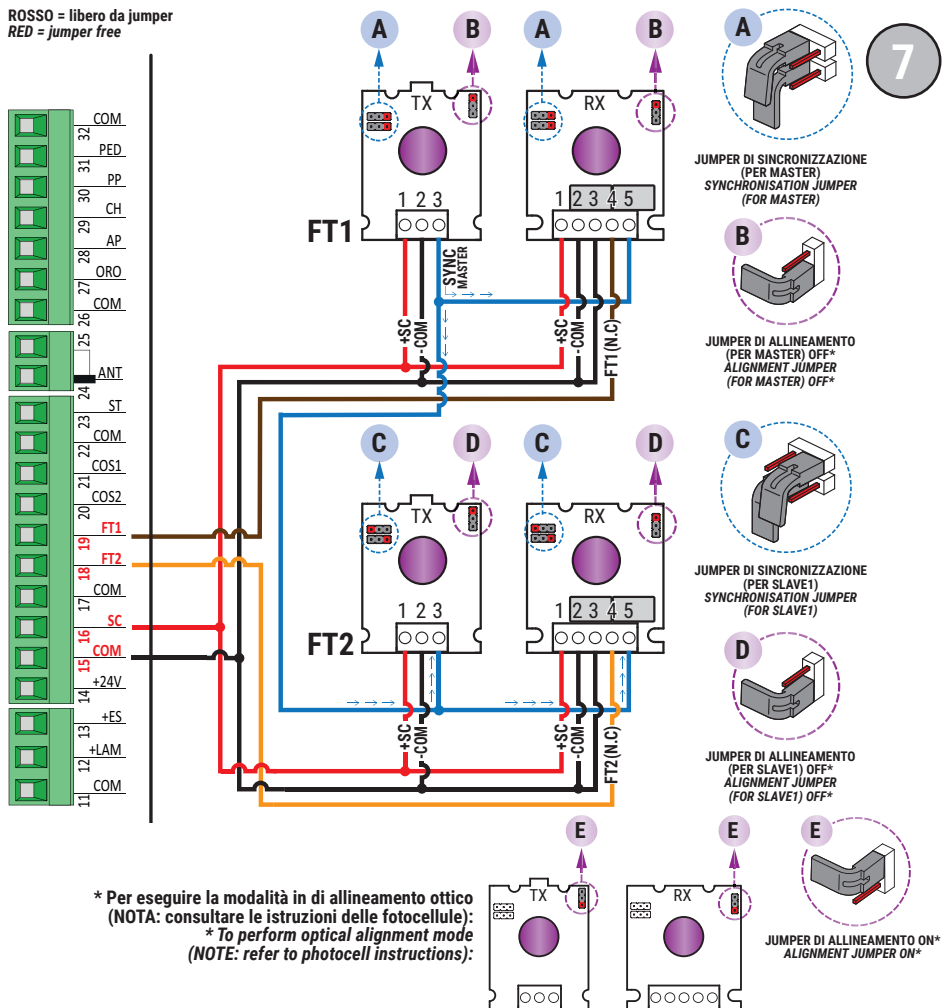 ROSSO = libero da jumper
RED = jumper free
7
A
B
A
B
A
TX
RX
1 2 3
1 2 3 4 5
FT1
SYNC
MASTER
+SC
-COM
+SC
-COM
FT1 (N.C)
JUMPER DI SINCRONIZZAZIONE
(PER MASTER)
SYNCHRONISATION JUMPER
(FOR MASTER)
B
JUMPER DI ALLINEAMENTO
(PER MASTER) OFF*
ALIGNMENT JUMPER
(FOR MASTER) OFF*
COM
32
PED
31
PP
30
CH
29
AP
28
ORO
27
COM
26
25
ANT
24
ST
23
COM
22
COS1
21
COS2
20
FT1
19
FT2
18
COM
17
SC
16
COM
15
+24V
14
+ES
13
+LAM
12
COM
11
C
D
C
D
TX
RX
1 2 3
1 2 3 4 5
FT2
+SC
-COM
+SC
-COM
FT2 (N.C)
C
JUMPER DI SINCRONIZZAZIONE
(PER SLAVE1)
SYNCHRONISATION JUMPER
(FOR SLAVE1)
D
JUMPER DI ALLINEAMENTO
(PER SLAVE1) OFF*
ALIGNMENT JUMPER
(FOR SLAVE1) OFF*
E
E
E
TX
RX
* Per eseguire la modalità in di allineamento ottico
(NOTA: consultare le istruzioni delle fotocellule):
* To perform optical alignment mode
(NOTE: refer to photocell instructions):
JUMPER DI ALLINEAMENTO ON*
ALIGNMENT JUMPER ON*